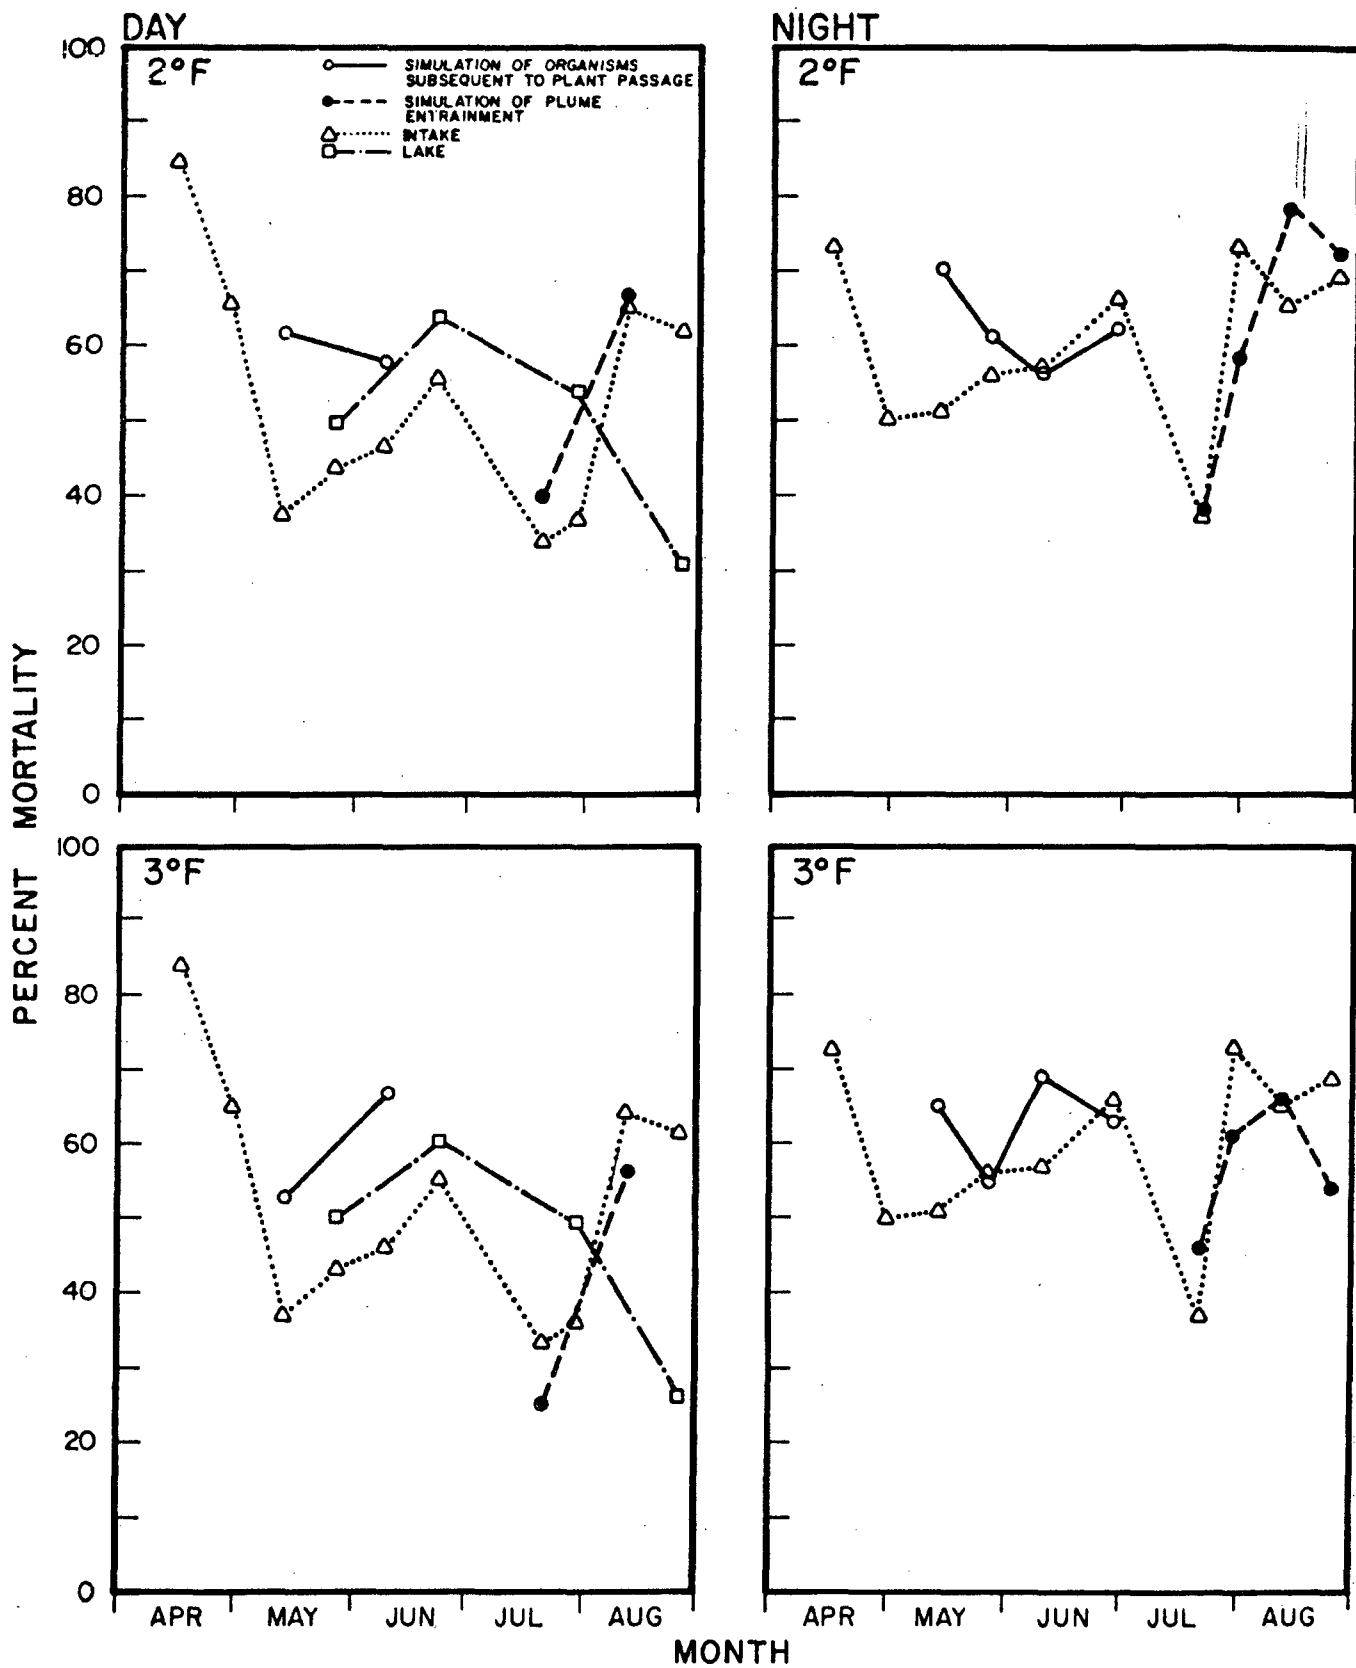 DAY
NIGHT
100
2°F
SIMULATION OF ORGANISMS
SUBSEQUENT TO PLANT PASSAGE
SIMULATION OF PLUME
ENTRAINMENT
INTAKE
LAKE
2°F
80
60
40
20
0
PERCENT MORTALITY
100
3°F
3°F
80
60
40
20
0
APR MAY JUN JUL AUG
APR MAY JUN JUL AUG
MONTH